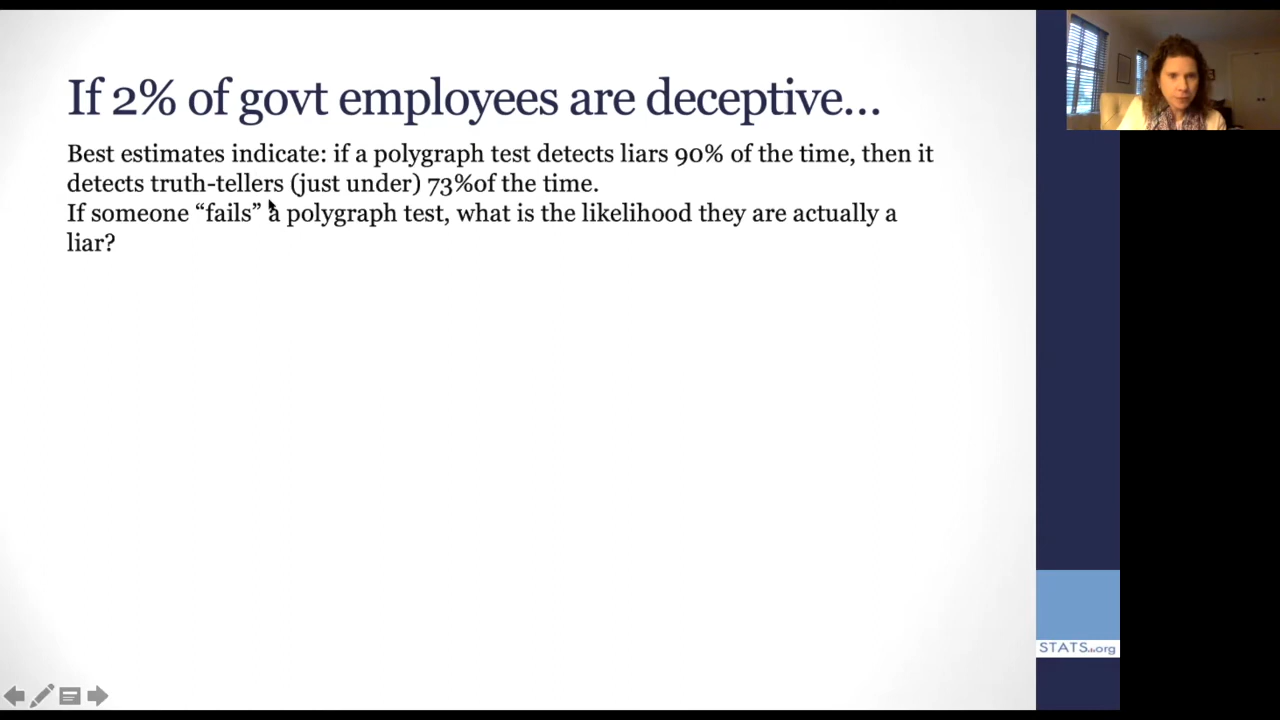 If 2% of govt employees are deceptive...
Best estimates indicate: if a polygraph test detects liars 90% of the time, then it
detects truth-tellers (just under) 73%of the time.
If someone “fails” a polygraph test, what is the likelihood they are actually a
liar?
STATS.org